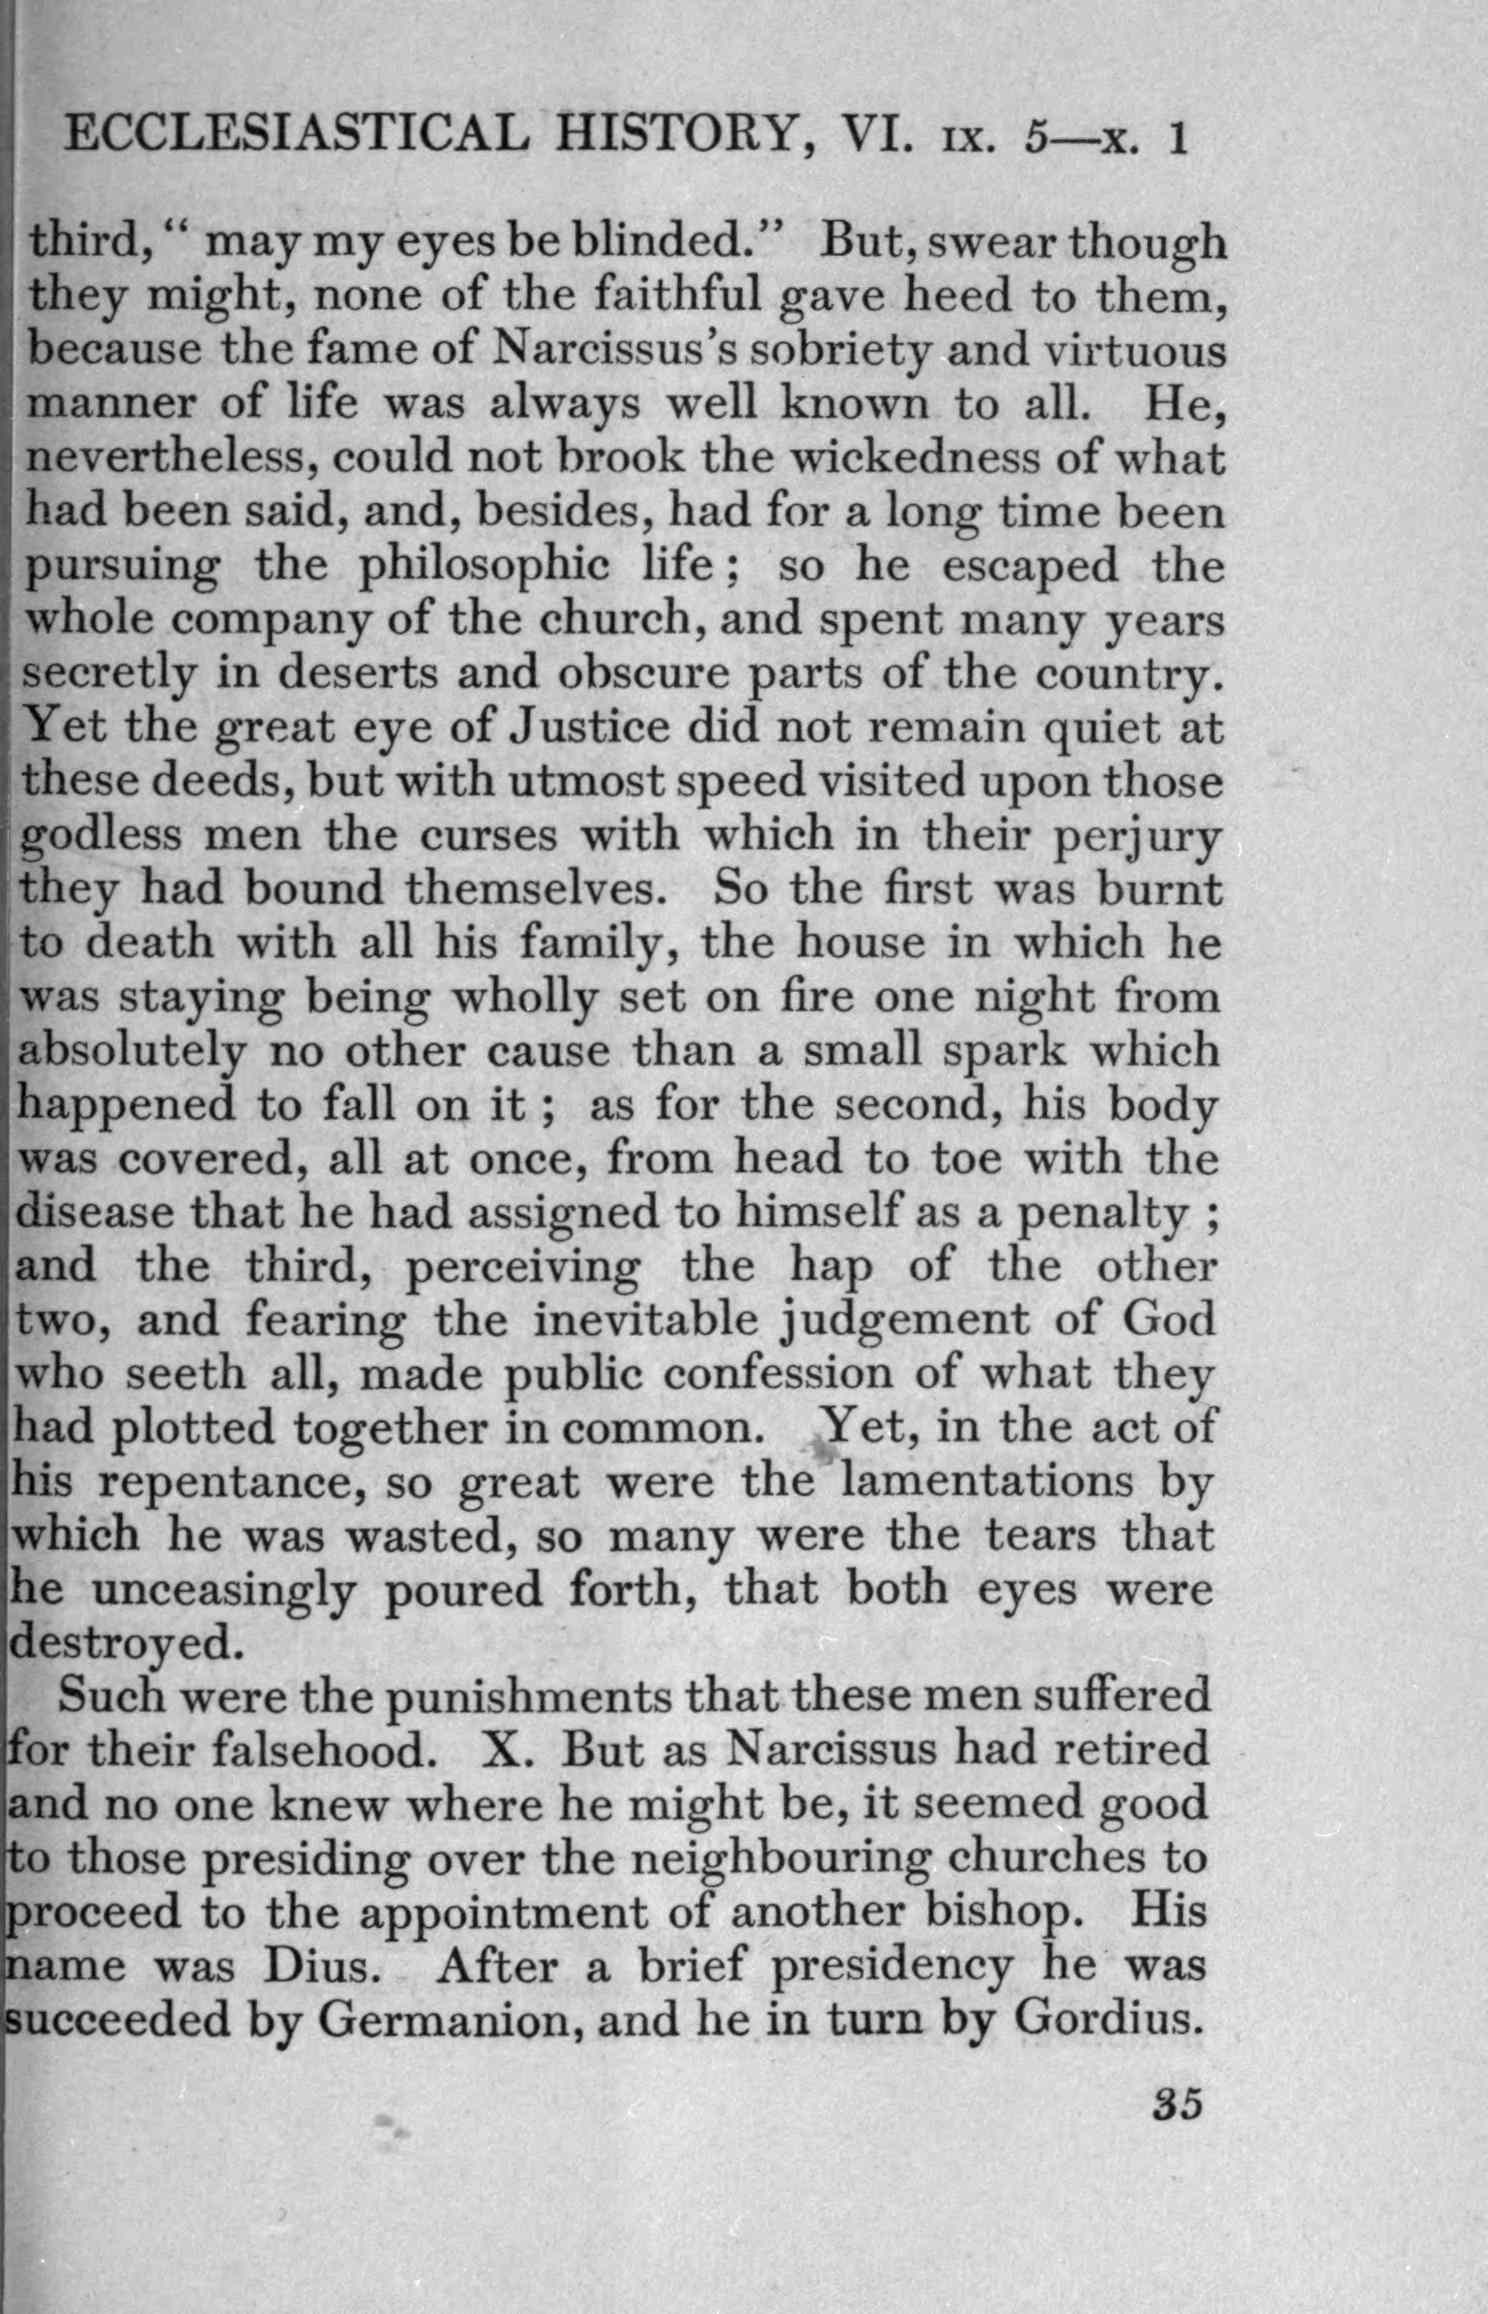 ECCLESIASTICAL HISTORY, VI. IX. 5—X. 1
third, “ may my eyes be blinded.” But, swear though
they might, none of the faithful gave heed to them,
because the fame of Narcissus’s sobriety and virtuous
manner of life was always well known to all. He,
nevertheless, could not brook the wickedness of what
had been said, and, besides, had for a long time been
pursuing the philosophic life ; so he escaped the
whole company of the church, and spent many years
secretly in deserts and obscure parts of the country.
Yet the great eye of Justice did not remain quiet at
these deeds, but with utmost speed visited upon those
godless men the curses with which in their perjury
they had bound themselves. So the first was burnt
to death with all his family, the house in which he
was staying being wholly set on fire one night from
absolutely no other cause than a small spark which
happened to fall on it ; as for the second, his body
was covered, all at once, from head to toe with the
disease that he had assigned to himself as a penalty ;
and the third, perceiving the hap of the other
two, and fearing the inevitable judgement of God
who seeth all, made public confession of what they
had plotted together in common. Yet, in the act of
his repentance, so great were the lamentations by
which he was wasted, so many were the tears that
he unceasingly poured forth, that both eyes were
destroyed.
Such were the punishments that these men suffered
for their falsehood. X. But as Narcissus had retired
and no one knew where he might be, it seemed good
to those presiding over the neighbouring churches to
proceed to the appointment of another bishop. His
name was Dius. After a brief presidency he was
succeeded by Germanion, and he in turn by Gordius.
35